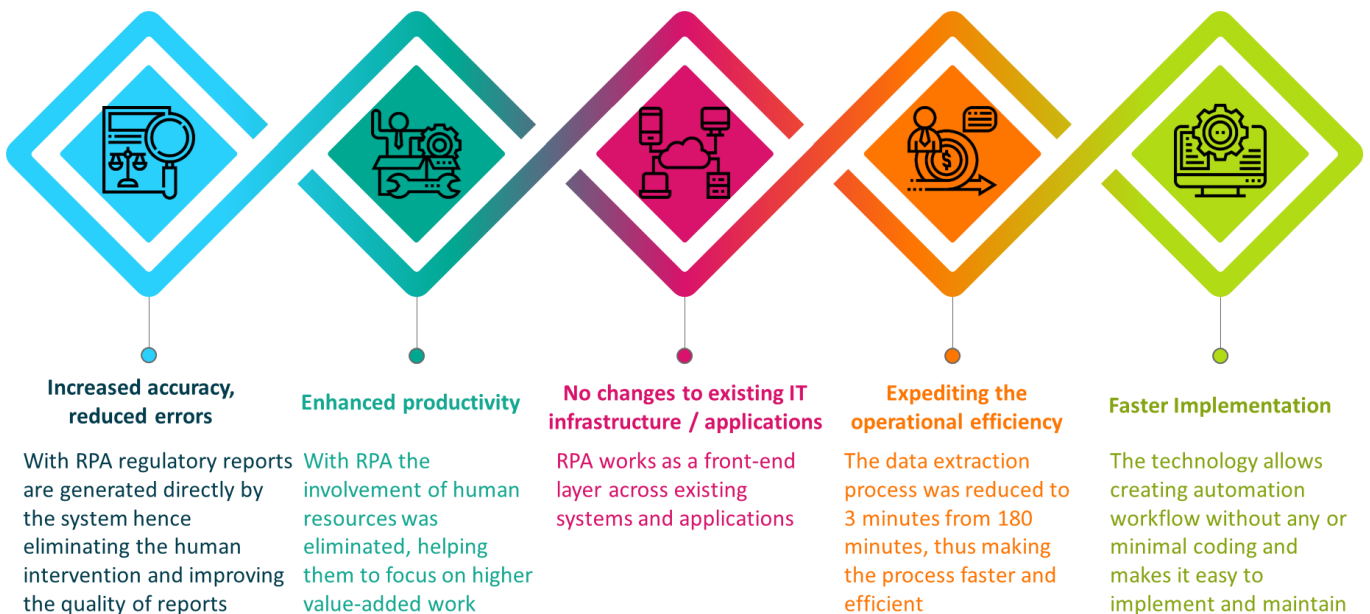 Increased accuracy,
reduced errors
With RPA regulatory reports
are generated directly by
the system hence
eliminating the human
intervention and improving
the quality of reports
Enhanced productivity
With RPA the
involvement of human
resources was
eliminated, helping
them to focus on higher
value-added work
No changes to existing IT
infrastructure / applications
RPA works as a front-end
layer across existing
systems and applications
Expediting the
operational efficiency
The data extraction
process was reduced to
3 minutes from 180
minutes, thus making
the process faster and
efficient
Faster Implementation
The technology allows
creating automation
workflow without any or
minimal coding and
makes it easy to
implement and maintain